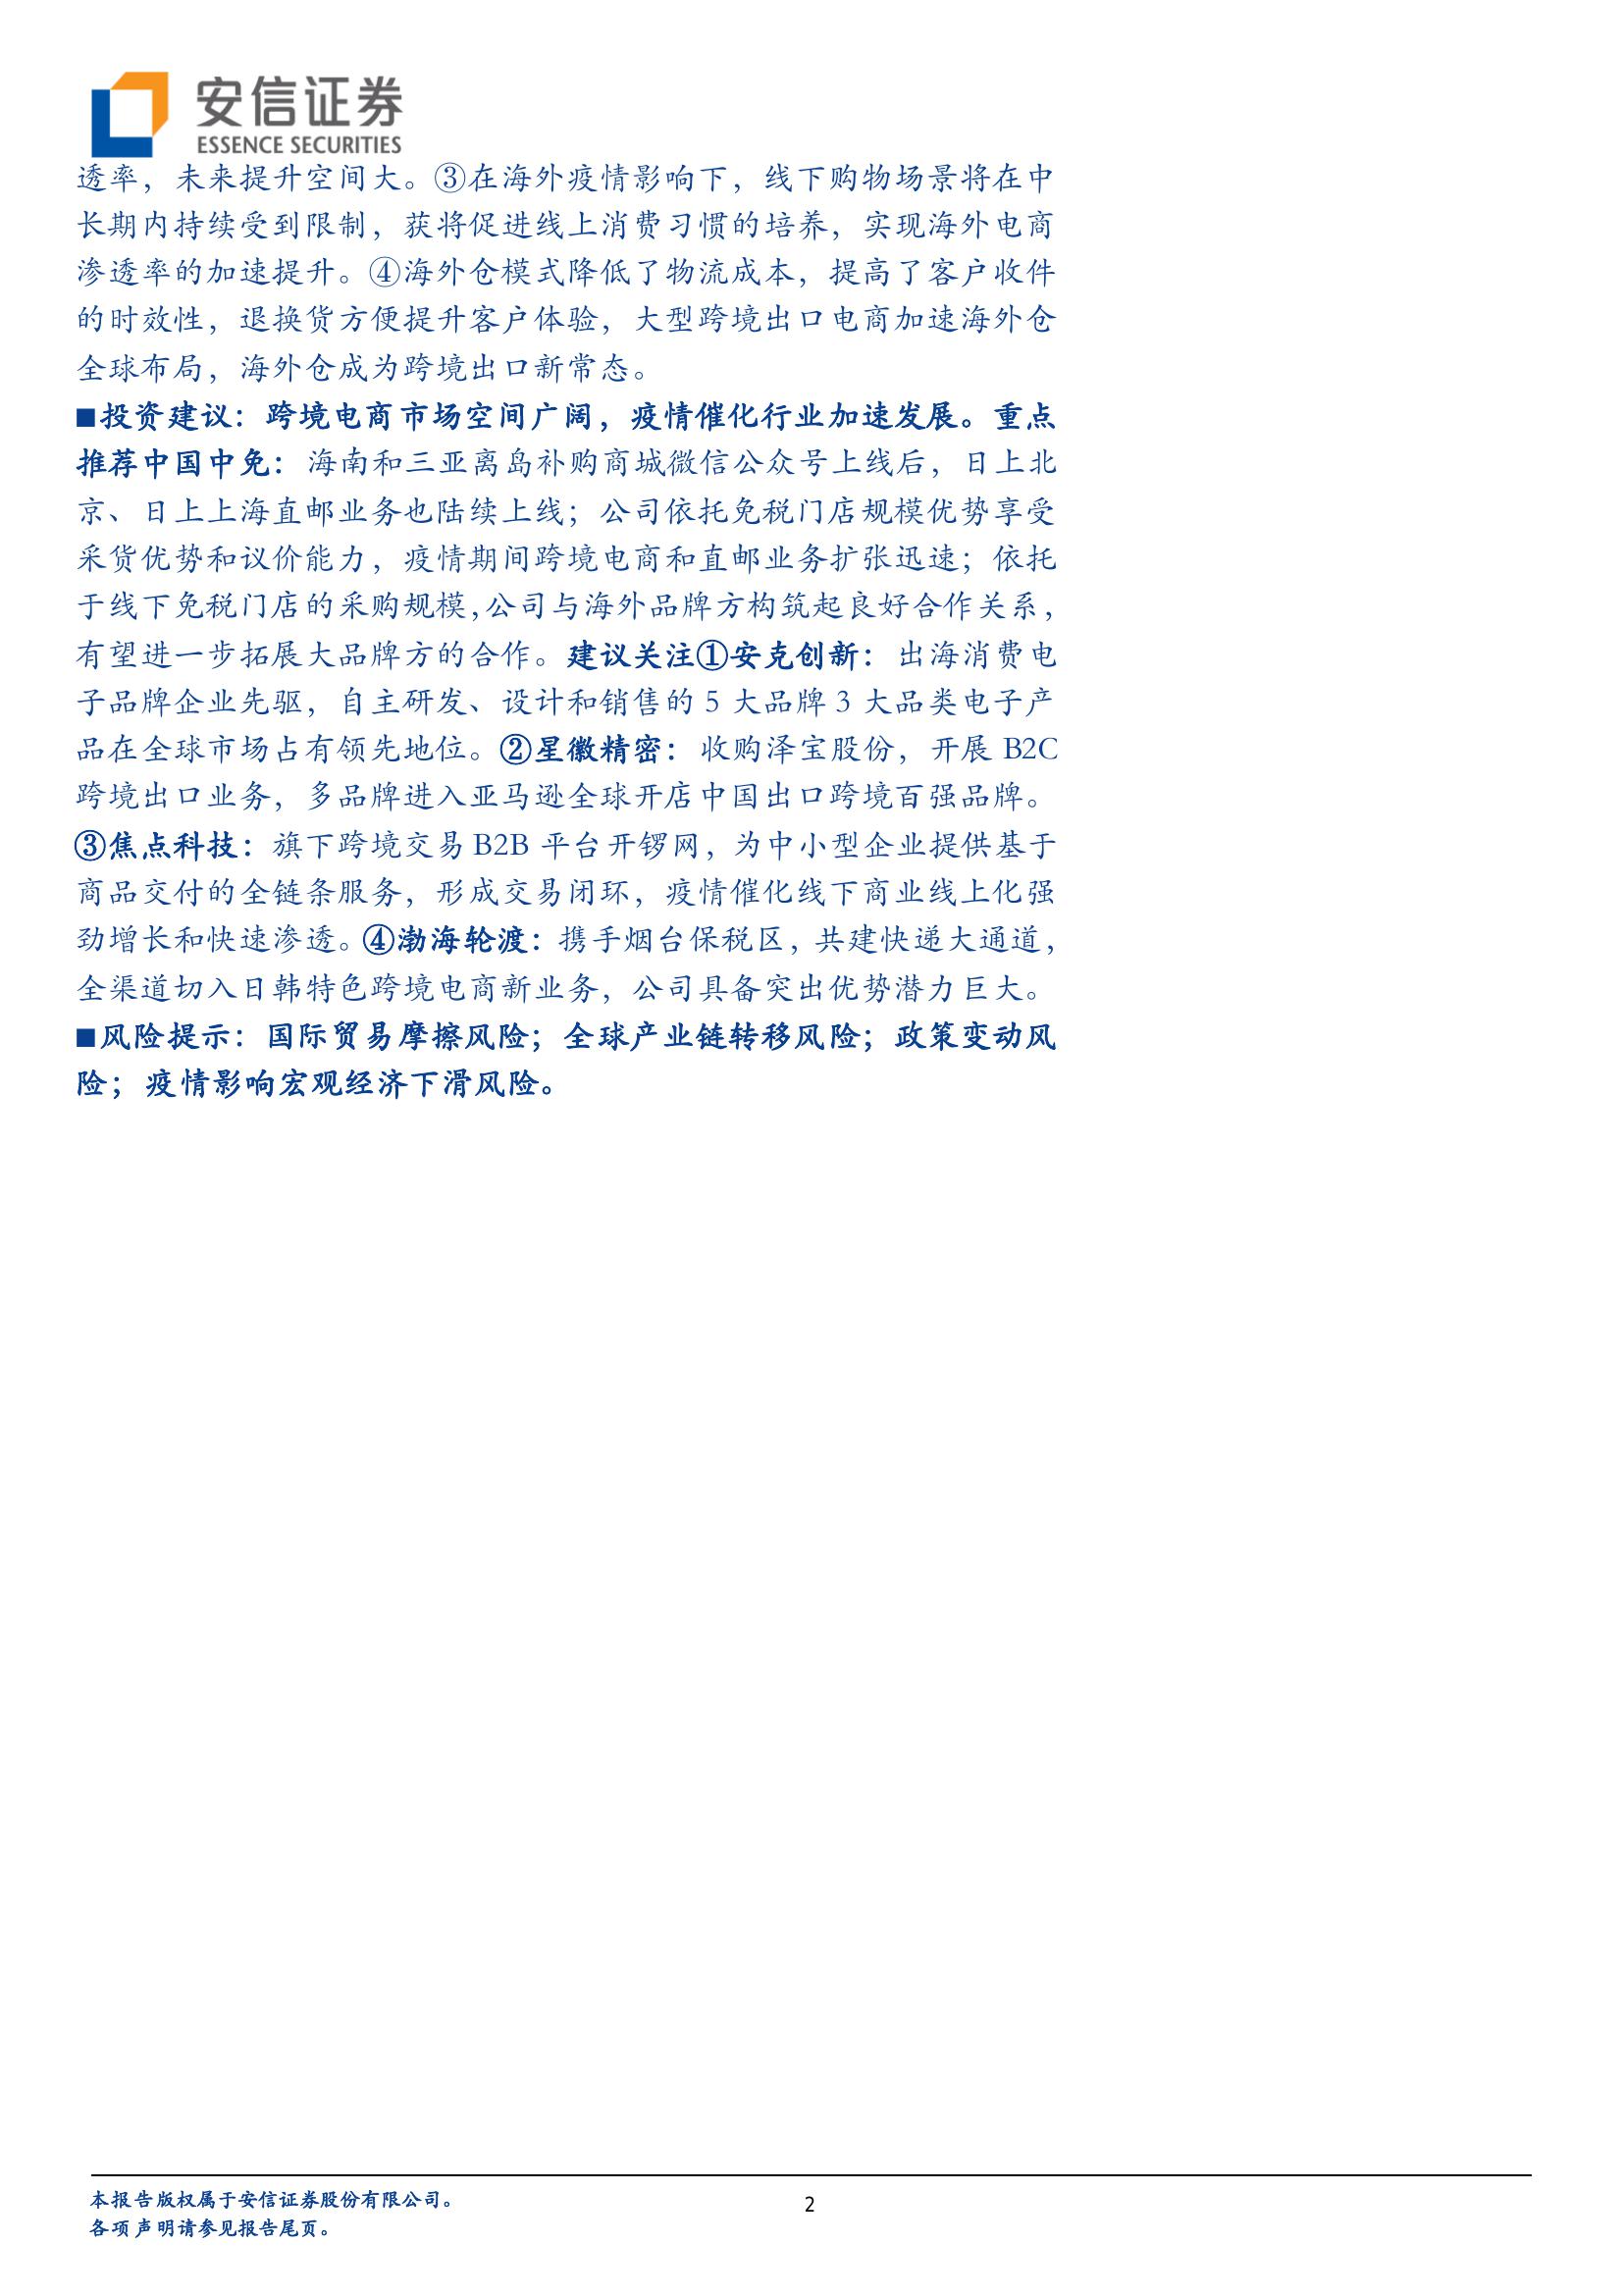 安信证券
ESSENCE SECURITIES
透率，未来提升空间大。③在海外疫情影响下，线下购物场景将在中
长期内持续受到限制，获将促进线上消费习惯的培养，实现海外电商
渗透率的加速提升。④海外仓模式降低了物流成本，提高了客户收件
的时效性，退换货方便提升客户体验，大型跨境出口电商加速海外仓
全球布局，海外仓成为跨境出口新常态。
■投资建议：跨境电商市场空间广阔，疫情催化行业加速发展。重点
推荐中国中免：海南和三亚离岛补购商城微信公众号上线后，日上北
京、日上上海直邮业务也陆续上线；公司依托免税门店规模优势享受
采货优势和议价能力，疫情期间跨境电商和直邮业务扩张迅速；依托
于线下免税门店的采购规模，公司与海外品牌方构筑起良好合作关系，
有望进一步拓展大品牌方的合作。建议关注①安克创新：出海消费电
子品牌企业先驱，自主研发、设计和销售的 5 大品牌 3 大品类电子产
品在全球市场占有领先地位。②星徽精密：收购泽宝股份，开展 B2C
跨境出口业务，多品牌进入亚马逊全球开店中国出口跨境百强品牌。
③焦点科技：旗下跨境交易 B2B 平台开锣网，为中小型企业提供基于
商品交付的全链条服务，形成交易闭环，疫情催化线下商业线上化强
劲增长和快速渗透。④渤海轮渡：携手烟台保税区，共建快递大通道，
全渠道切入日韩特色跨境电商新业务，公司具备突出优势潜力巨大。
■风险提示：国际贸易摩擦风险；全球产业链转移风险；政策变动风
险；疫情影响宏观经济下滑风险。
本报告版权属于安信证券股份有限公司。
2
各项声明请参见报告尾页。